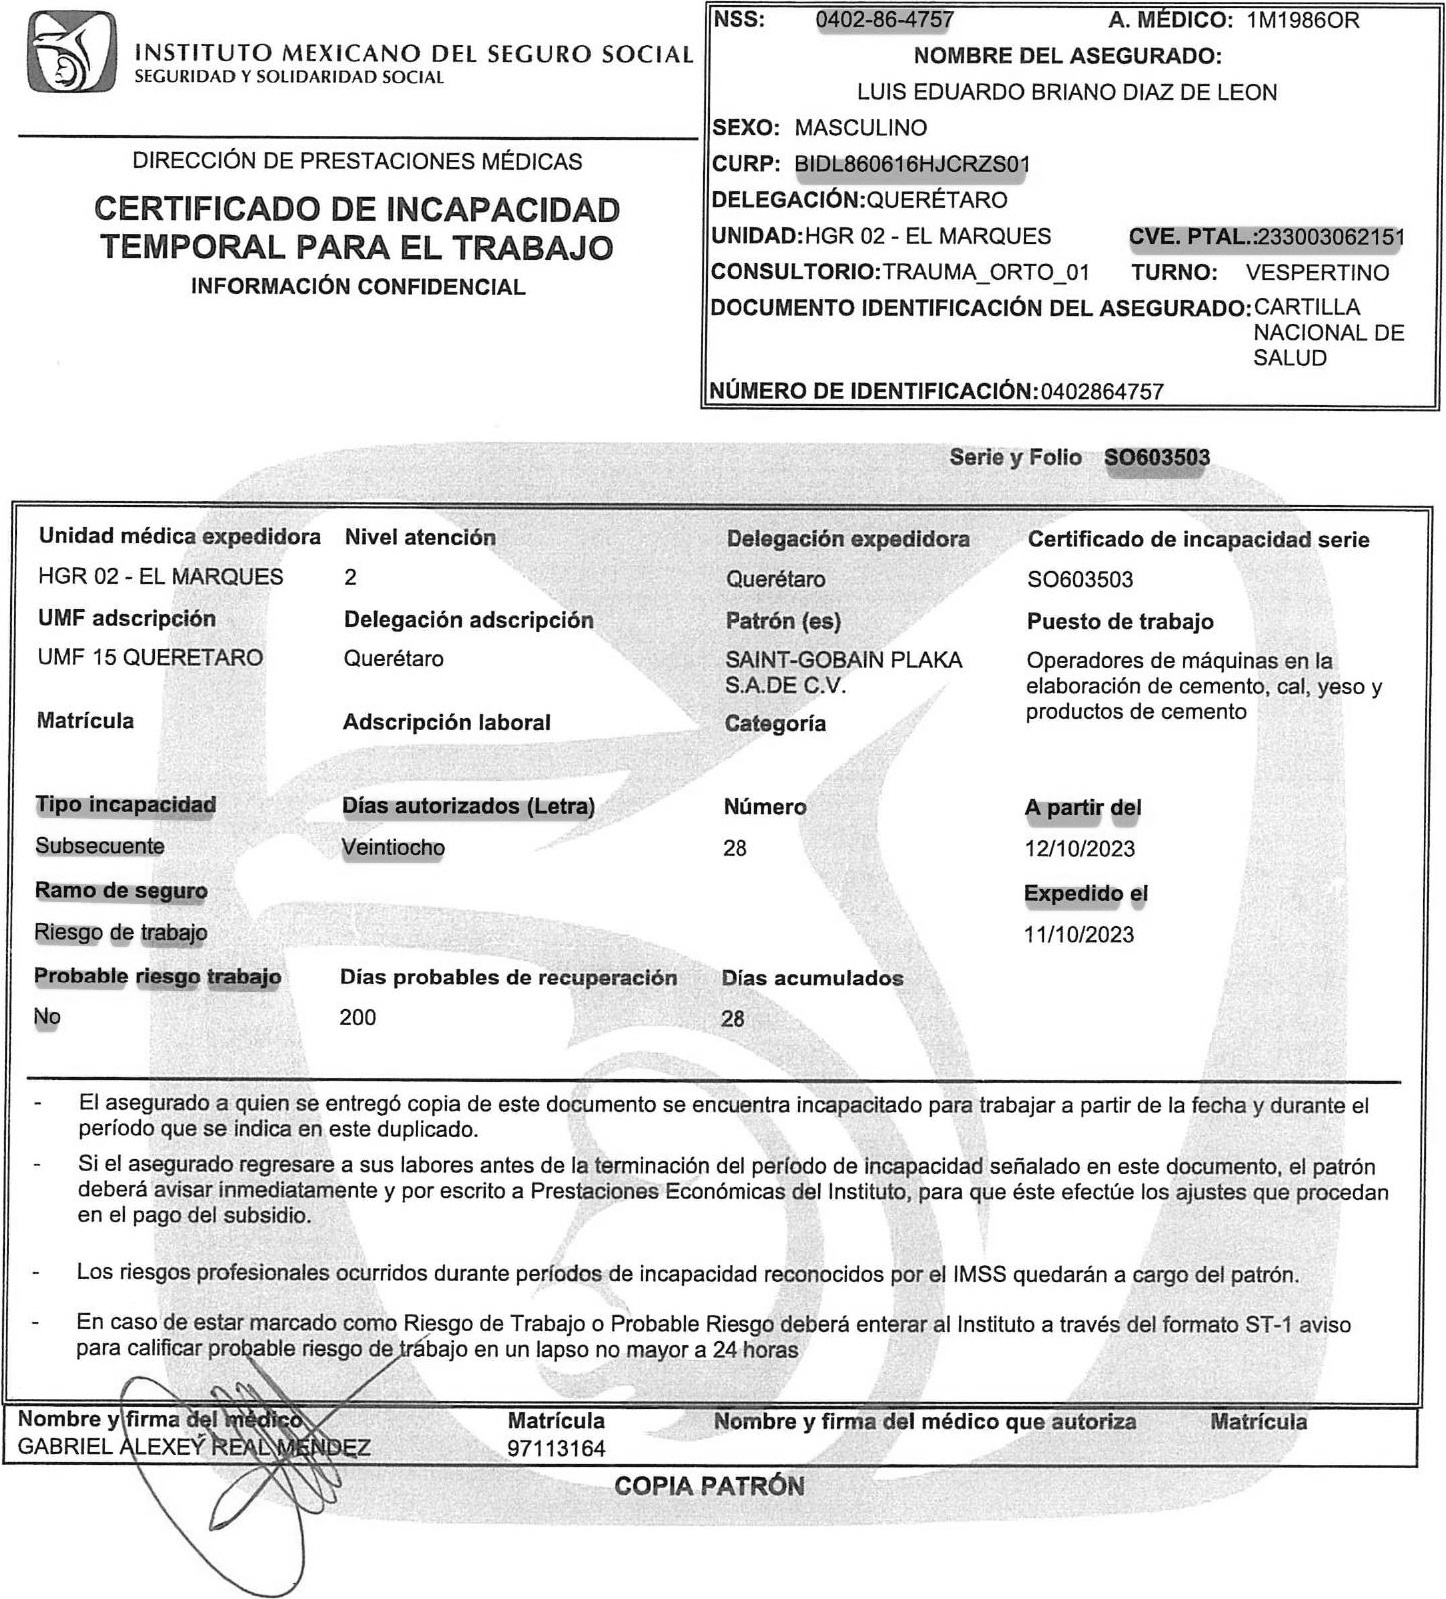 INSTITUTO MEXICANO DEL SEGURO SOCIAL
SEGURIDAD Y SOLIDARIDAD SOCIAL
DIRECCIÓN DE PRESTACIONES MÉDICAS
CERTIFICADO DE INCAPACIDAD
TEMPORAL PARA EL TRABAJO
INFORMACIÓN CONFIDENCIAL
NSS: 0402-86-4757 A. MÉDICO: 1M1986OR
NOMBRE DEL ASEGURADO:
LUIS EDUARDO BRIANO DIAZ DE LEON
SEXO: MASCULINO
CURP: BIDL860616HJCRZS01
DELEGACIÓN:QUERÉTARO
UNIDAD:HGR 02 - EL MARQUES CVE. PTAL.:233003062151
CONSULTORIO:TRAUMA_ORTO_01 TURNO: VESPERTINO
DOCUMENTO IDENTIFICACIÓN DEL ASEGURADO:CARTILLA
NACIONAL DE
SALUD
NÚMERO DE IDENTIFICACIÓN:0402864757
Serie y Folio SO603503
Unidad médica expedidora Nivel atención Delegación expedidora Certificado de incapacidad serie
HGR 02 - EL MARQUES 2 Querétaro SO603503
UMF adscripción Delegación adscripción Patrón (es) Puesto de trabajo
UMF 15 QUERETARO Querétaro SAINT-GOBAIN PLAKA Operadores de máquinas en la
S.A.DE C.V. elaboración de cemento, cal, yeso y
productos de cemento
Matrícula Adscripción laboral Categoría
Tipo incapacidad Días autorizados (Letra) Número A partir del
Subsecuente Veintiocho 28 12/10/2023
Ramo de seguro Expedido el
Riesgo de trabajo 11/10/2023
Probable riesgo trabajo Días probables de recuperación Días acumulados
No 200 28
- El asegurado a quien se entregó copia de este documento se encuentra incapacitado para trabajar a partir de la fecha y durante el
período que se indica en este duplicado.
- Si el asegurado regresare a sus labores antes de la terminación del período de incapacidad señalado en este documento, el patrón
deberá avisar inmediatamente y por escrito a Prestaciones Económicas del Instituto, para que éste efectúe los ajustes que procedan
en el pago del subsidio.
- Los riesgos profesionales ocurridos durante períodos de incapacidad reconocidos por el IMSS quedarán a cargo del patrón.
- En caso de estar marcado como Riesgo de Trabajo o Probable Riesgo deberá enterar al Instituto a través del formato ST-1 aviso
para calificar probable riesgo de trabajo en un lapso no mayor a 24 horas
Nombre y firma del médico Matrícula Nombre y firma del médico que autoriza Matrícula
GABRIEL ALEXEY REAL MENDEZ 97113164
COPIA PATRÓN